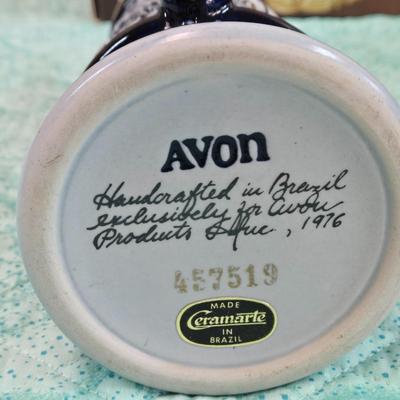 AVON
Handcrafted in Brazil
exclusively for Avon
Products Inc., 1976
457519
MADE
Ceramarte
IN
BRAZIL